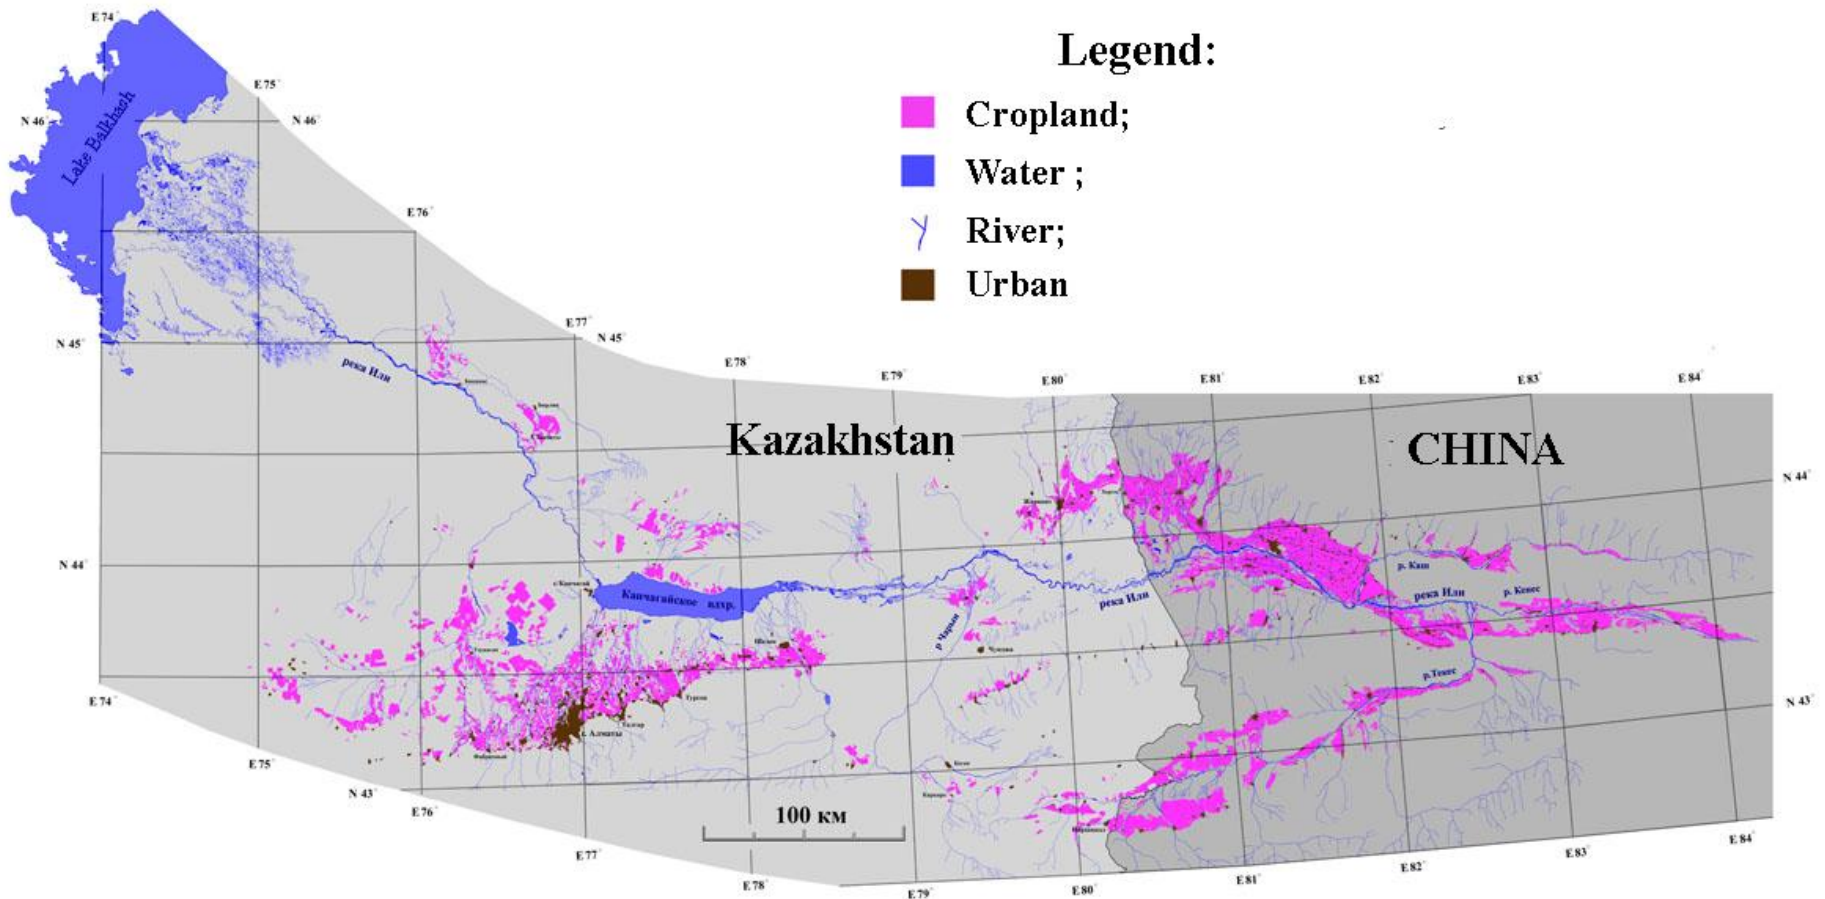 Legend:
Cropland;
Water ;
River;
Urban
E 74°
E 75°
N 46°
N 46°
Lake Balkhash
E 76°
E 77°
N 45°
N 45°
река Или
E 78°
E 79°
E 80°
E 81°
E 82°
E 83°
E 84°
Kazakhstan
CHINA
N 44°
N 44°
р. Каш
Капчагайское вдхр.
река Или
река Или
р. Кенес
р. Чарын
р.Текес
N 43°
E 74°
г. Алматы
E 75°
N 43°
E 76°
100 км
E 77°
E 78°
E 79°
E 80°
E 81°
E 82°
E 83°
E 84°